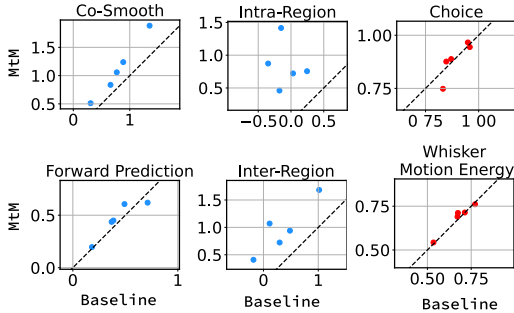 Co-Smooth
Intra-Region
Choice
MtM
1.5
1.0
0.5
0
1
1.5
1.0
0.5
−0.5
0.0
0.5
1.00
0.75
0 75
1 00
Forward Prediction
Inter-Region
Whisker
Motion Energy
MtM
0.5
0.0
0
1
Baseline
1.5
1.0
0.5
0
1
Baseline
0.75
0.50
0.75
Baseline